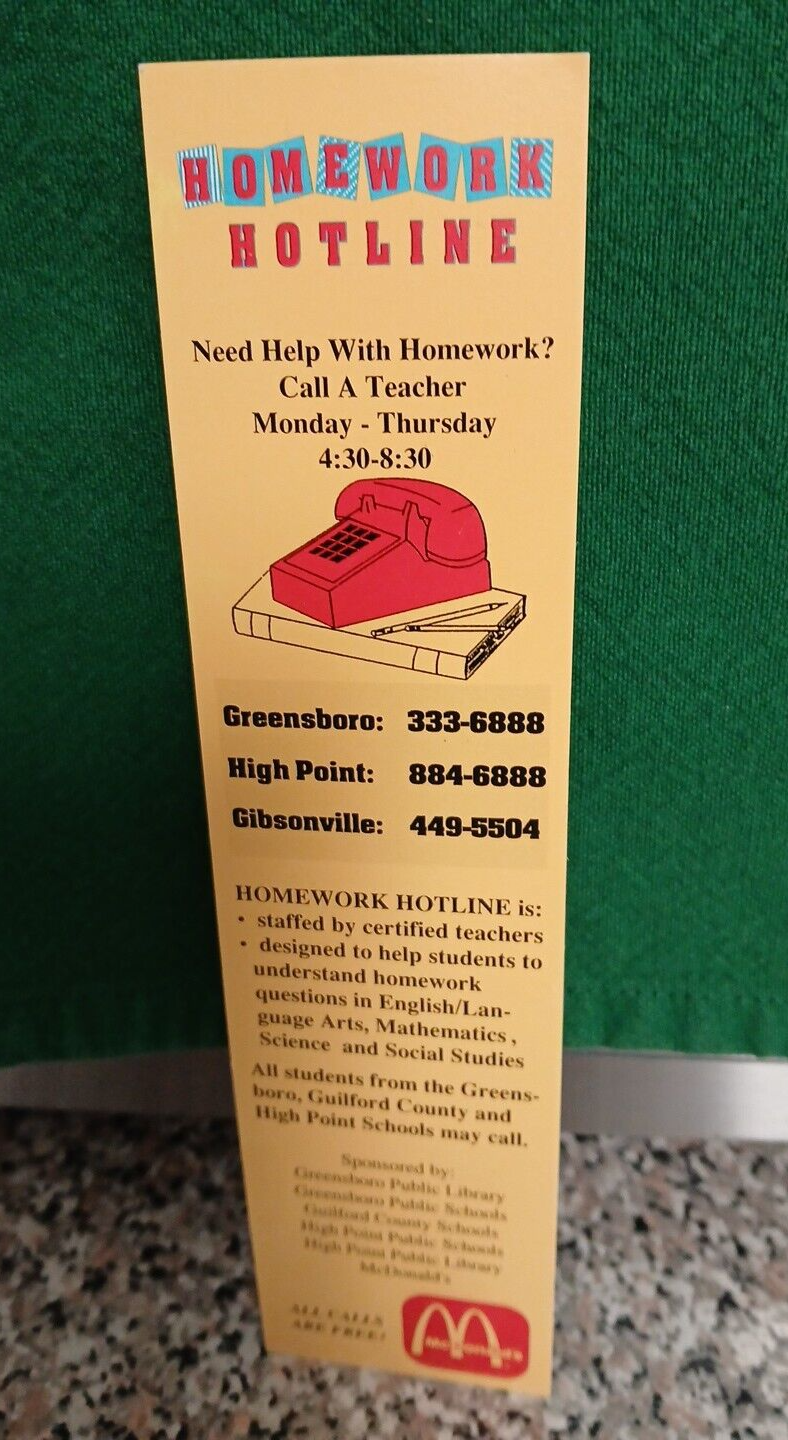 HOMEWORK
HOTLINE
Need Help With Homework?
Call A Teacher
Monday - Thursday
4:30-8:30
Greensboro: 333-6888
High Point: 884-6888
Gibsonville: 449-5504
HOMEWORK HOTLINE is:
• staffed by certified teachers
• designed to help students to
understand homework
questions in English/Lan-
guage Arts, Mathematics,
Science and Social Studies
All students from the Greens-
boro, Guilford County and
High Point Schools may call.
Sponsored by:
Greensboro Public Library
Greensboro Public Schools
Guilford County Schools
High Point Public Schools
High Point Public Library
McDonald's
ALL CALLS
ARE FREE!
McDonald's